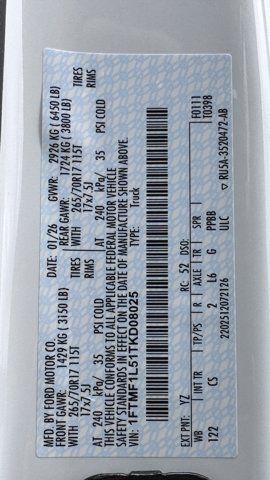 MFD. BY FORD MOTOR CO.
DATE: 01/26 GVWR: 2926 KG ( 6450 LB)
FRONT GAWR: 1429 KG ( 3150 LB) REAR GAWR: 1724 KG ( 3800 LB)
WITH 265/70R17 115T TIRES WITH 265/70R17 115T TIRES
17x7.5J RIMS 17x7.5J RIMS
AT 240 kPa/ 35 PSI COLD AT 240 kPa/ 35 PSI COLD
THIS VEHICLE CONFORMS TO ALL APPLICABLE FEDERAL MOTOR VEHICLE
SAFETY STANDARDS IN EFFECT ON THE DATE OF MANUFACTURE SHOWN ABOVE.
VIN: 1FTMF1L51TKD08025
TYPE: Truck
F0111
T0398
EXT PNT: YZ RC: 52 DSO:
WB INT TR TP/PS R AXLE TR SPR
122 CS 2 L6 G PPBB
2202512072126 ULC
▽ RU5A-3520472-AB